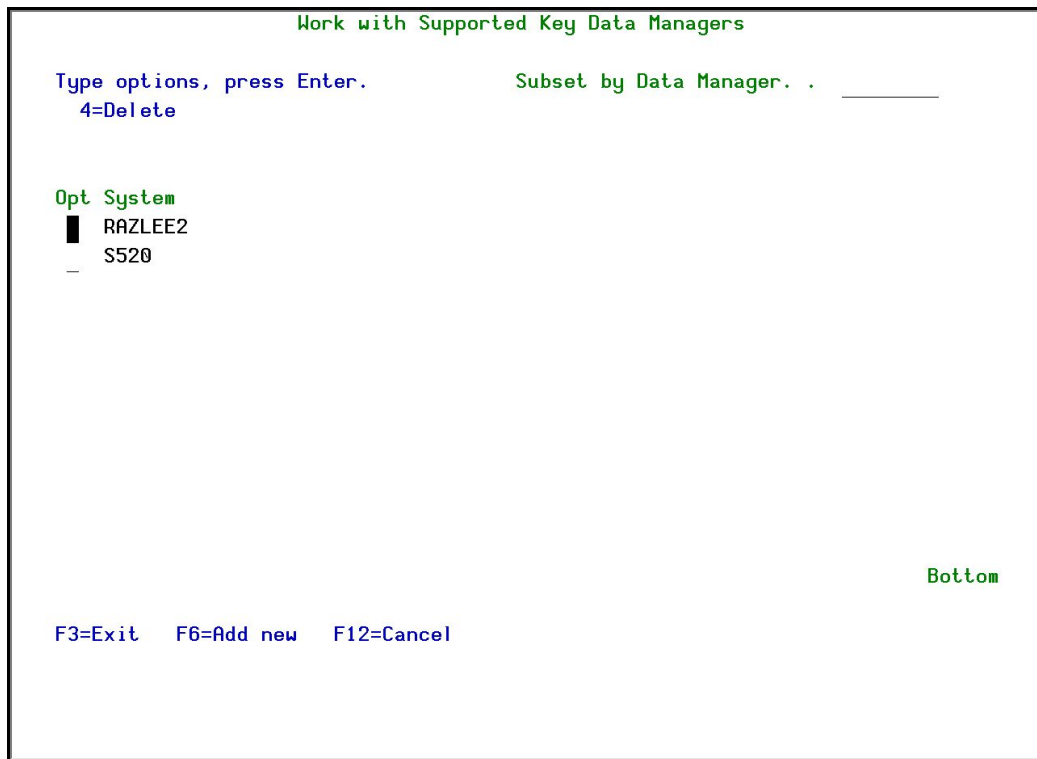 Work with Supported Key Data Managers
Type options, press Enter. Subset by Data Manager. . ________
4=Delete
Opt System
RAZLEE2
_ S520
Bottom
F3=Exit F6=Add new F12=Cancel